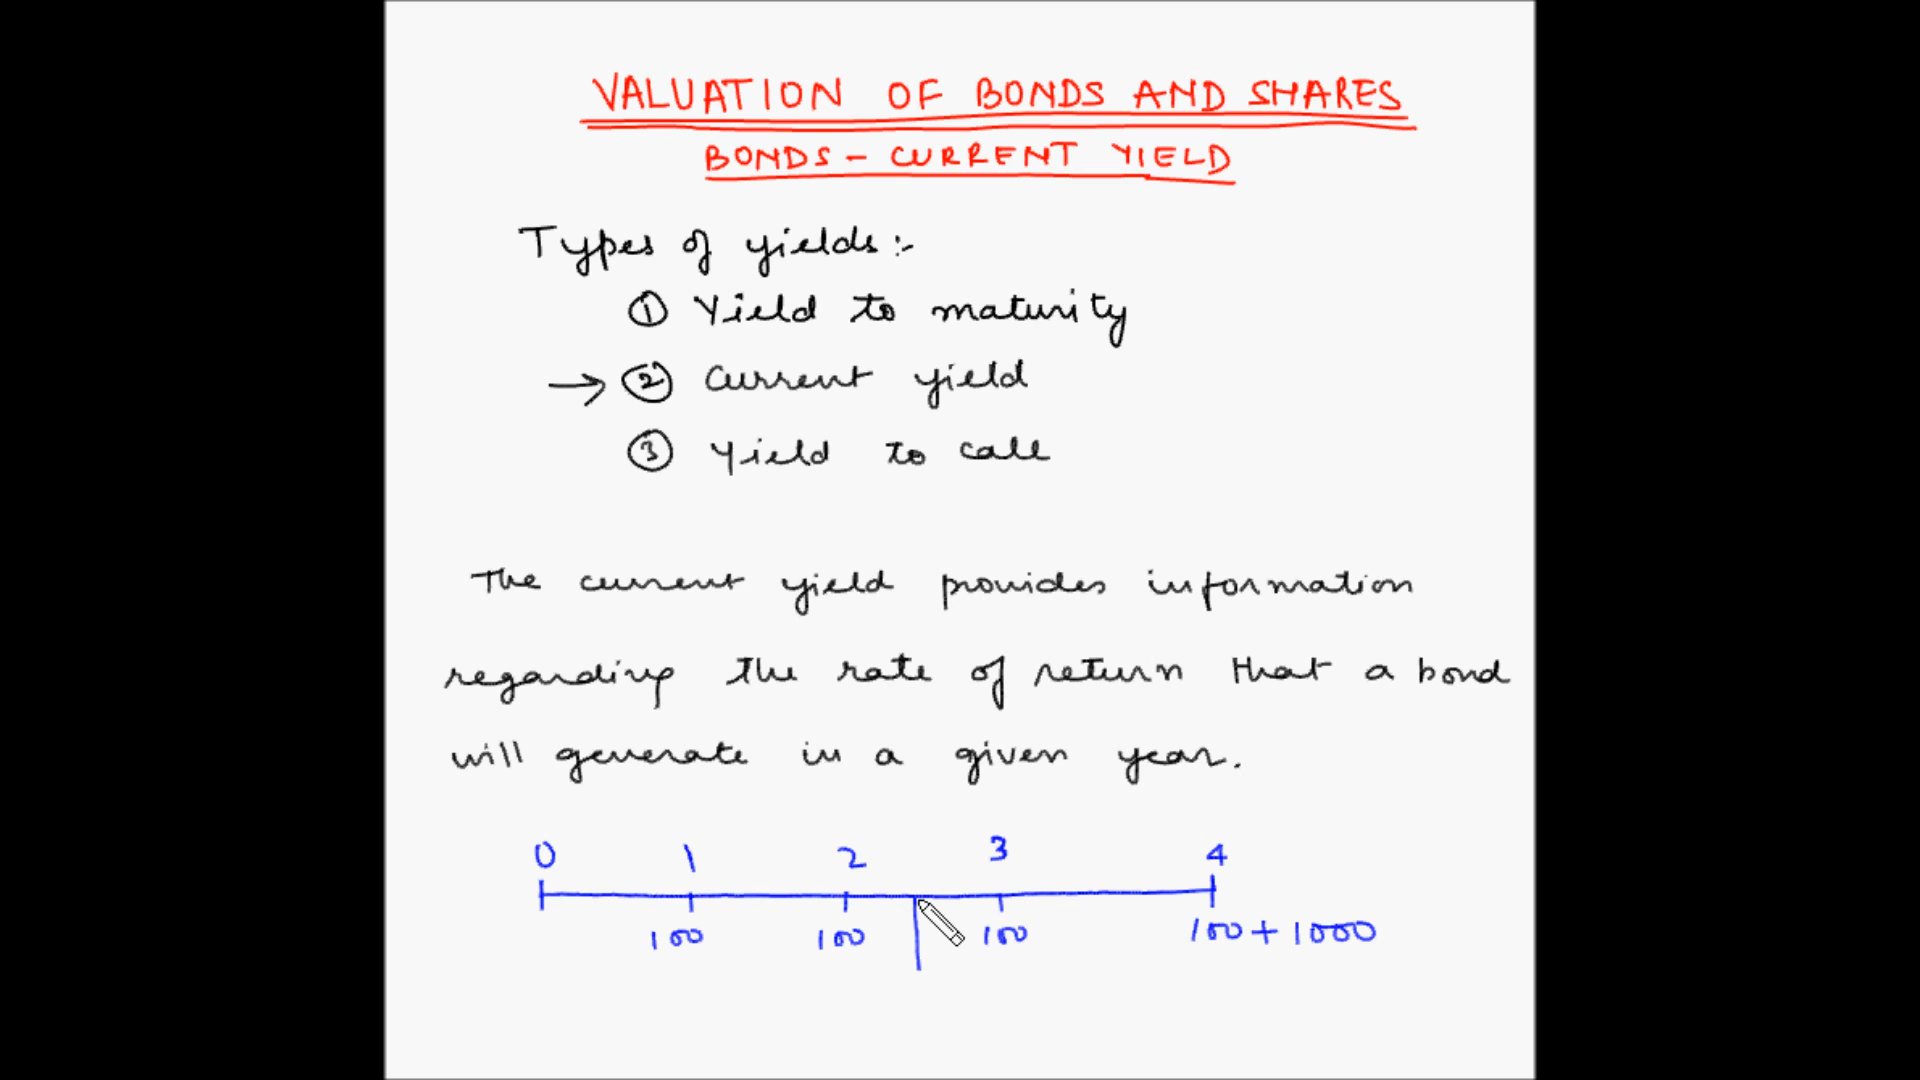 VALUATION OF BONDS AND SHARES
BONDS - CURRENT YIELD
Types of yields :-
① Yield to maturity
→ ② Current yield
③ Yield to call
The current yield provides information
regarding the rate of return that a bond
will generate in a given year.
0 1 2 3 4
100 100 100 100 + 1000